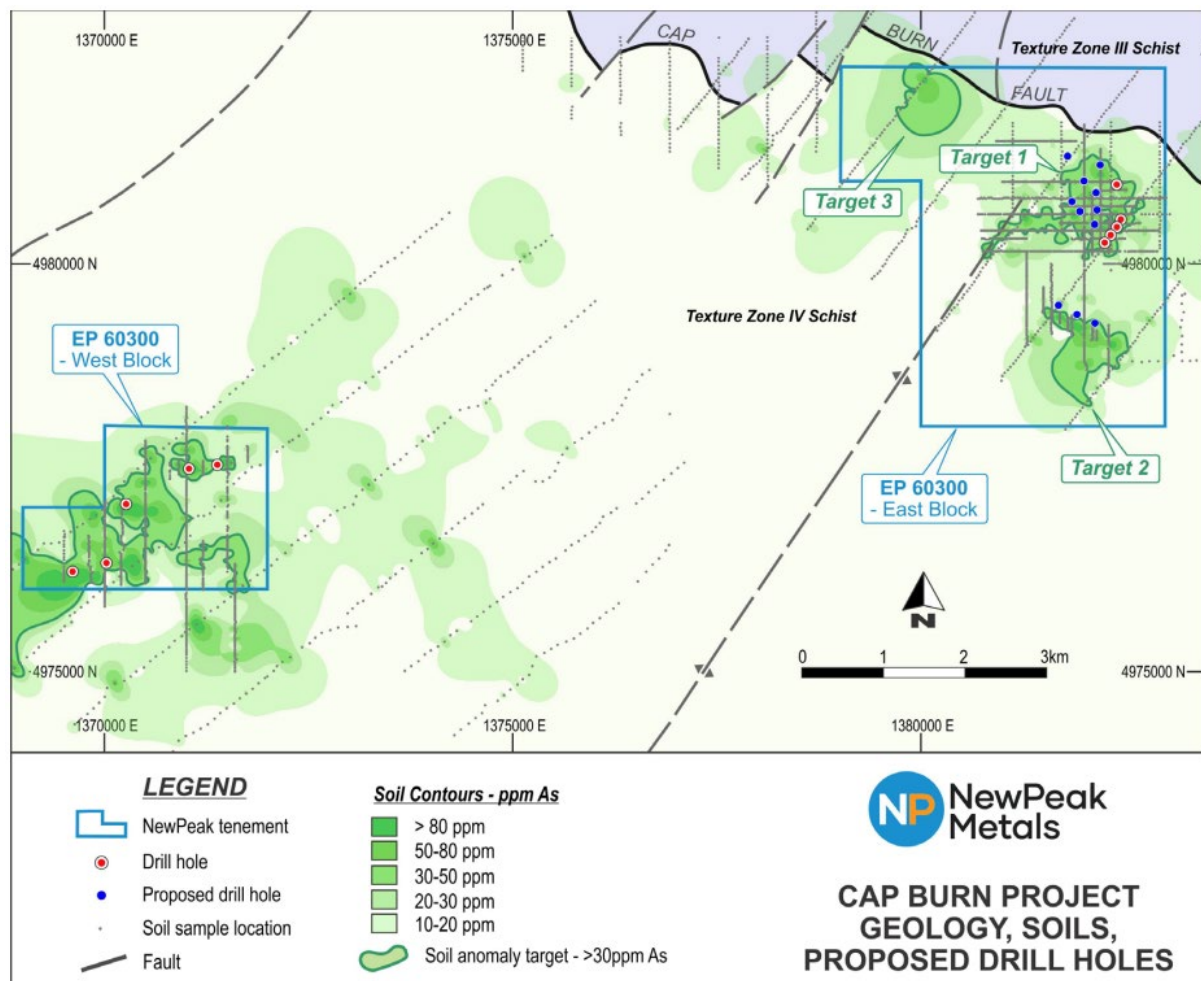 1370000 E
1375000 E
1380000 E
CAP
BURN
FAULT
Texture Zone III Schist
Target 1
Target 3
4980000 N
4980000 N
Texture Zone IV Schist
EP 60300
- West Block
Target 2
EP 60300
- East Block
N
0 1 2 3km
4975000 N
4975000 N
1370000 E
1375000 E
1380000 E
LEGEND
NewPeak tenement
Drill hole
Proposed drill hole
Soil sample location
Fault
Soil Contours - ppm As
> 80 ppm
50-80 ppm
30-50 ppm
20-30 ppm
10-20 ppm
Soil anomaly target - >30ppm As
NP NewPeak
Metals
CAP BURN PROJECT
GEOLOGY, SOILS,
PROPOSED DRILL HOLES